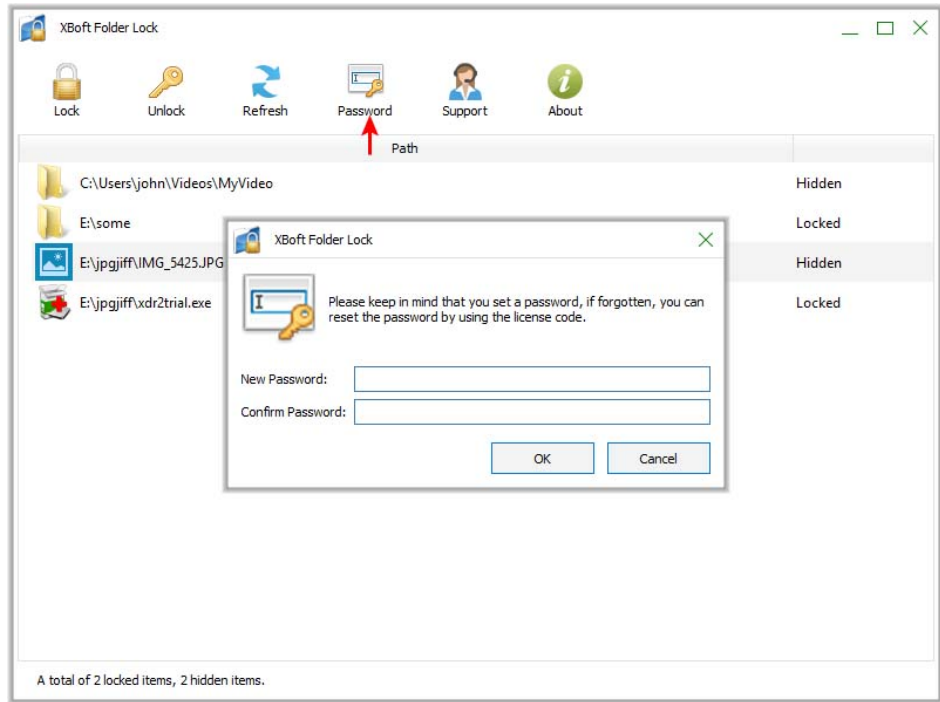 XBoft Folder Lock
Lock Unlock Refresh Password Support About
Path
C:\Users\john\Videos\MyVideo Hidden
E:\some Locked
E:\jpgjiff\IMG_5425.JPG Hidden
E:\jpgjiff\xdr2trial.exe Locked
XBoft Folder Lock
Please keep in mind that you set a password, if forgotten, you can
reset the password by using the license code.
New Password:
Confirm Password:
OK Cancel
A total of 2 locked items, 2 hidden items.